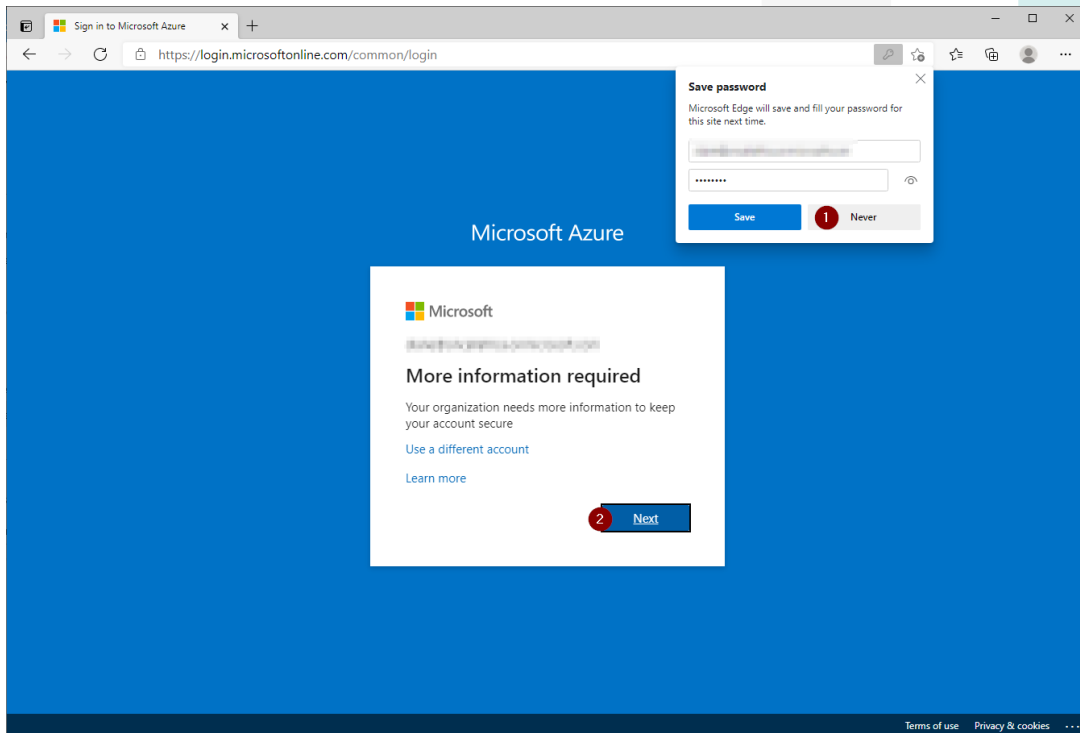 Sign in to Microsoft Azure
https://login.microsoftonline.com/common/login
Save password
Microsoft Edge will save and fill your password for
this site next time.
••••••••
Save
1
Never
Microsoft Azure
Microsoft
More information required
Your organization needs more information to keep
your account secure
Use a different account
Learn more
2
Next
Terms of use
Privacy & cookies